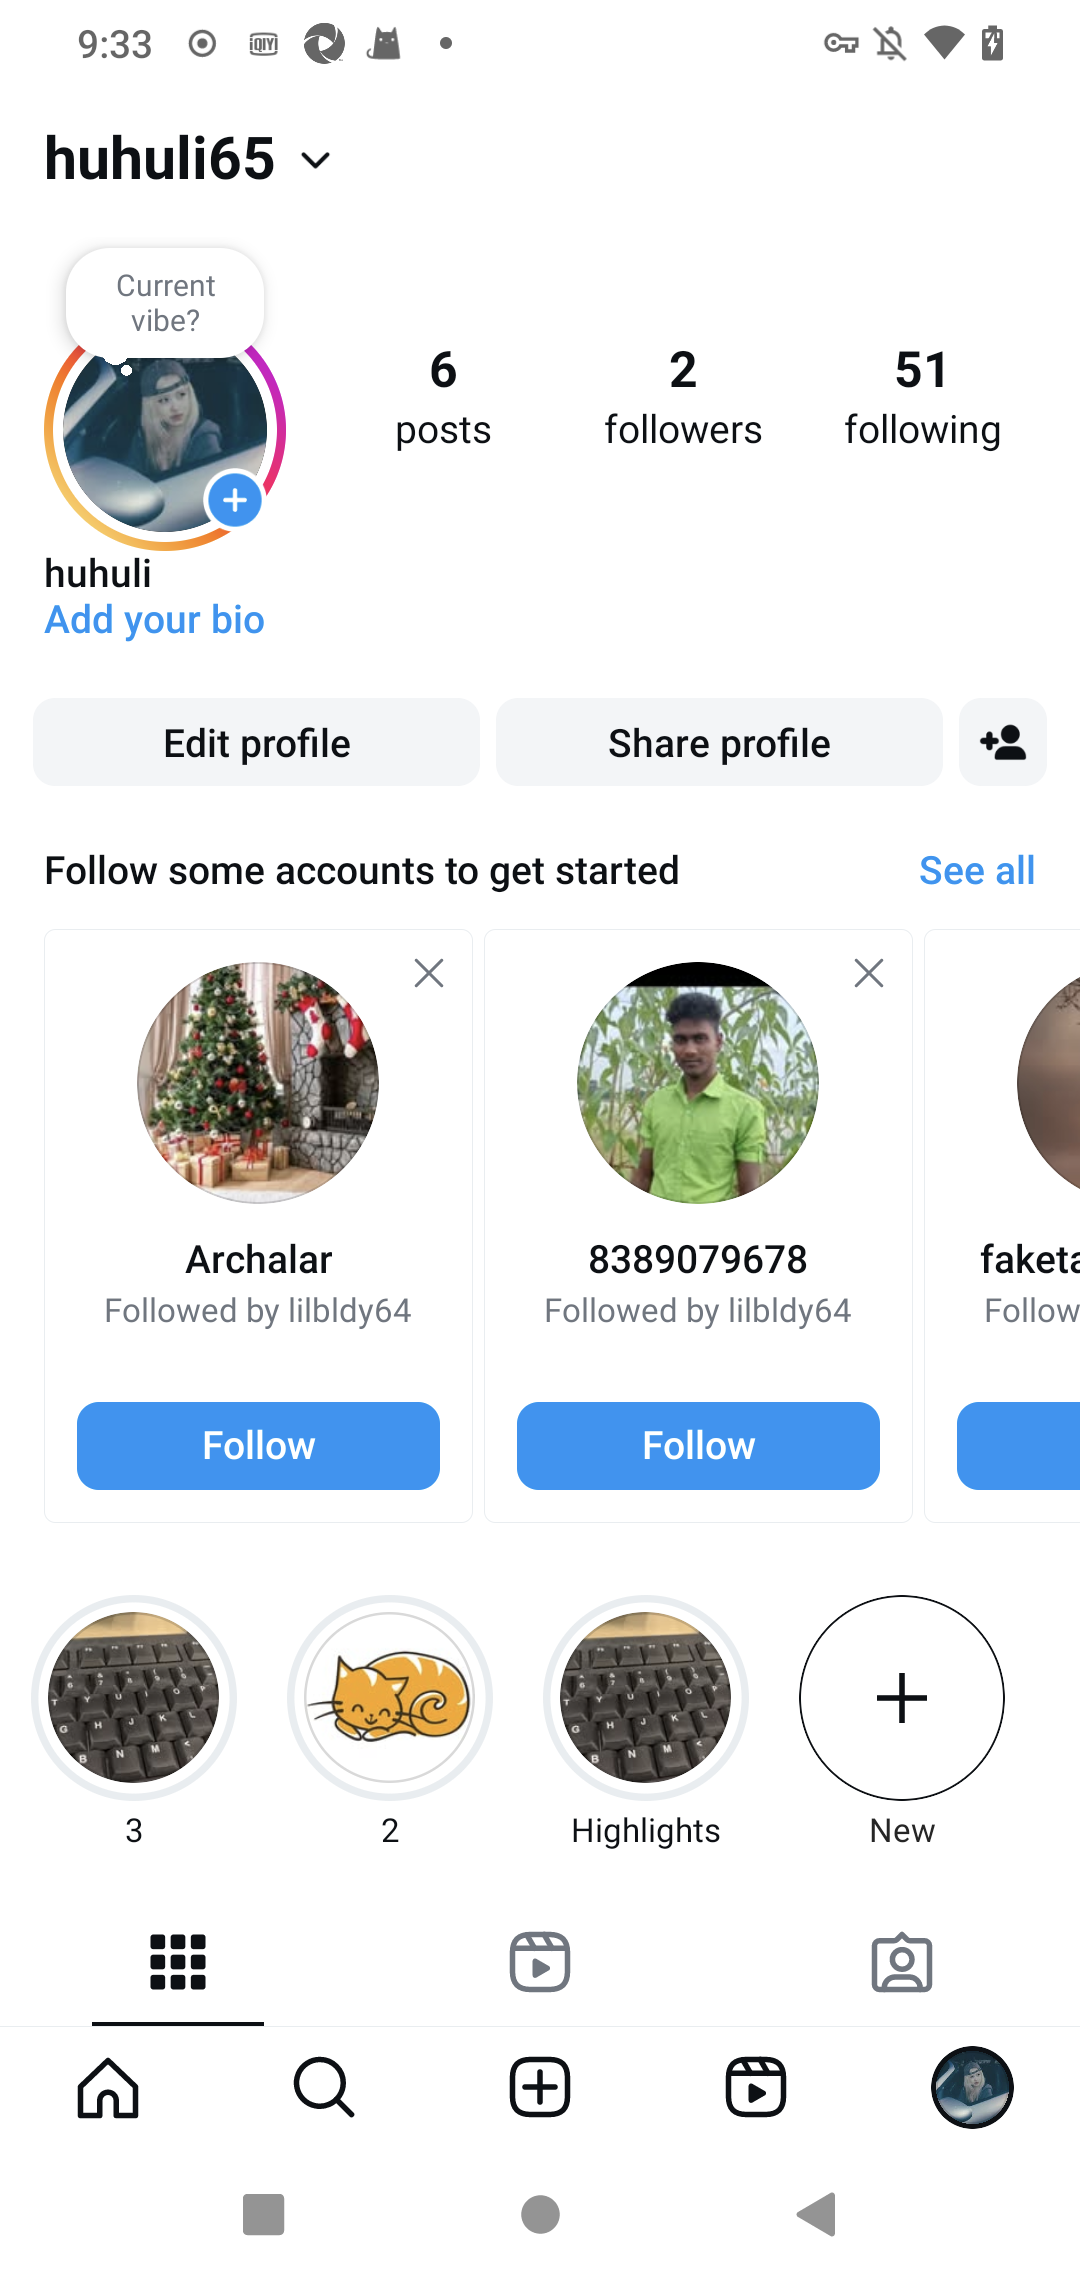 9:33
iQIYI
huhuli65
Current
vibe?
6
posts
2
followers
51
following
huhuli
Add your bio
Edit profile
Share profile
Follow some accounts to get started
See all
Archalar
Followed by lilbldy64
Follow
8389079678
Followed by lilbldy64
Follow
faketa
Follow
3
2
Highlights
New